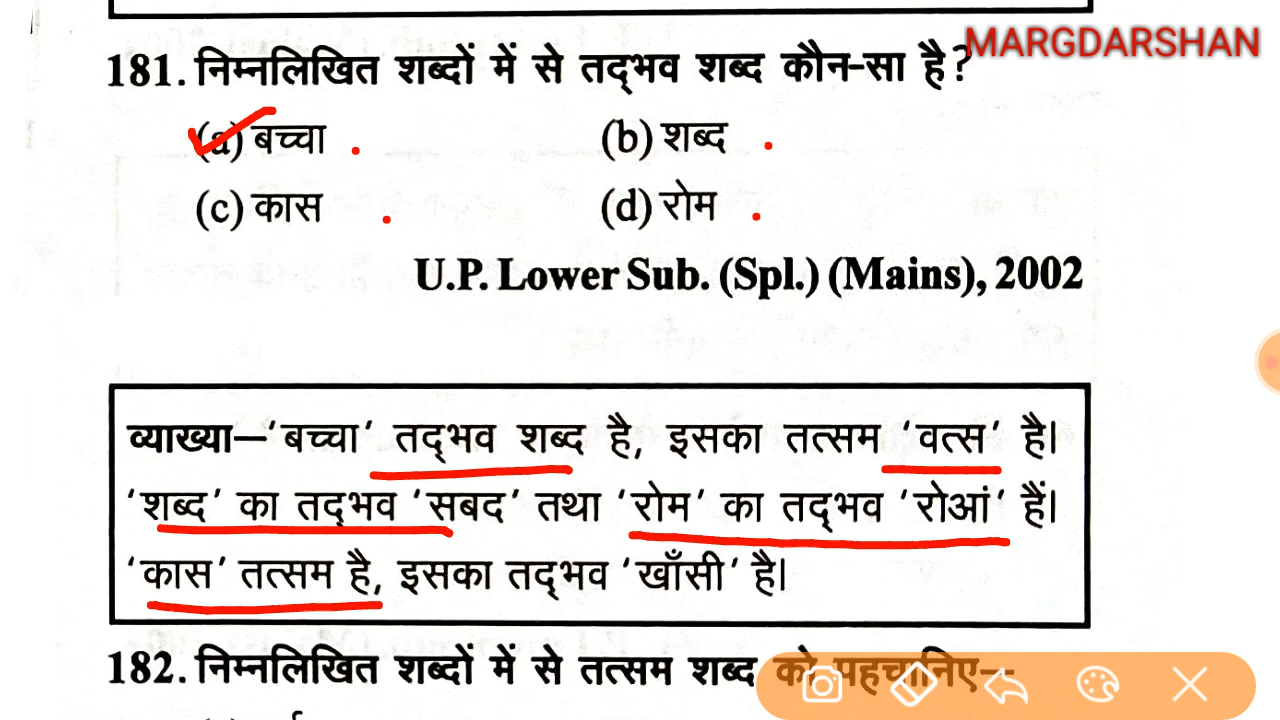 MARGDARSHAN
181. निम्नलिखित शब्दों में से तद्भव शब्द कौन-सा है?
(a) बच्चा (b) शब्द
(c) कास (d) रोम
U.P. Lower Sub. (Spl.) (Mains), 2002
व्याख्या–'बच्चा' तद्भव शब्द है, इसका तत्सम 'वत्स' है।
'शब्द' का तद्भव 'सबद' तथा 'रोम' का तद्भव 'रोआं' हैं।
'कास' तत्सम है, इसका तद्भव 'खाँसी' है।
182. निम्नलिखित शब्दों में से तत्सम शब्द को पहचानिए–